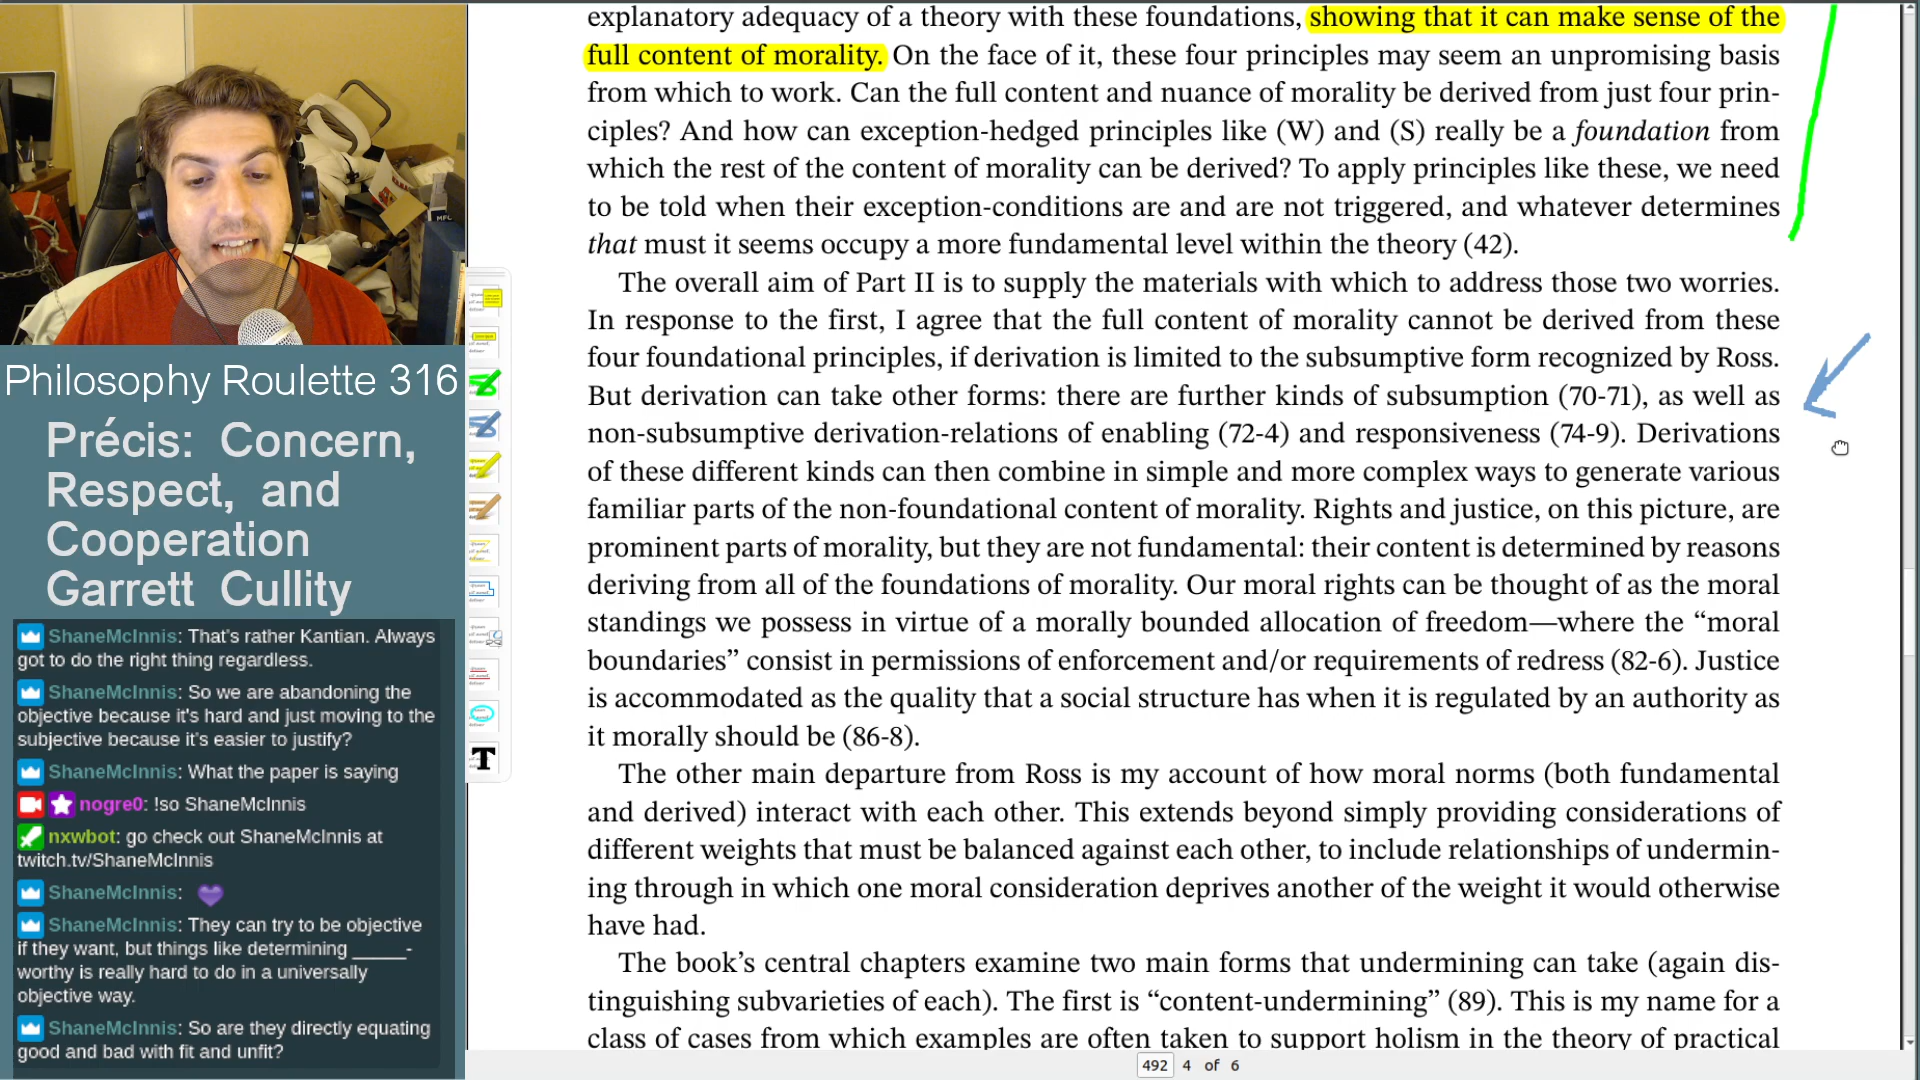 explanatory adequacy of a theory with these foundations, showing that it can make sense of the
full content of morality. On the face of it, these four principles may seem an unpromising basis
from which to work. Can the full content and nuance of morality be derived from just four prin-
ciples? And how can exception-hedged principles like (W) and (S) really be a foundation from
which the rest of the content of morality can be derived? To apply principles like these, we need
to be told when their exception-conditions are and are not triggered, and whatever determines
that must it seems occupy a more fundamental level within the theory (42).
The overall aim of Part II is to supply the materials with which to address those two worries.
In response to the first, I agree that the full content of morality cannot be derived from these
four foundational principles, if derivation is limited to the subsumptive form recognized by Ross.
But derivation can take other forms: there are further kinds of subsumption (70-71), as well as
non-subsumptive derivation-relations of enabling (72-4) and responsiveness (74-9). Derivations
of these different kinds can then combine in simple and more complex ways to generate various
familiar parts of the non-foundational content of morality. Rights and justice, on this picture, are
prominent parts of morality, but they are not fundamental: their content is determined by reasons
deriving from all of the foundations of morality. Our moral rights can be thought of as the moral
standings we possess in virtue of a morally bounded allocation of freedom—where the “moral
boundaries” consist in permissions of enforcement and/or requirements of redress (82-6). Justice
is accommodated as the quality that a social structure has when it is regulated by an authority as
it morally should be (86-8).
The other main departure from Ross is my account of how moral norms (both fundamental
and derived) interact with each other. This extends beyond simply providing considerations of
different weights that must be balanced against each other, to include relationships of undermin-
ing through in which one moral consideration deprives another of the weight it would otherwise
have had.
The book’s central chapters examine two main forms that undermining can take (again dis-
tinguishing subvarieties of each). The first is “content-undermining” (89). This is my name for a
class of cases from which examples are often taken to support holism in the theory of practical
492 4 of 6
T
MFC
Philosophy Roulette 316
Précis: Concern,
Respect, and
Cooperation
Garrett Cullity
ShaneMcInnis: That's rather Kantian. Always
got to do the right thing regardless.
ShaneMcInnis: So we are abandoning the
objective because it's hard and just moving to the
subjective because it's easier to justify?
ShaneMcInnis: What the paper is saying
nogre0: !so ShaneMcInnis
nxwbot: go check out ShaneMcInnis at
twitch.tv/ShaneMcInnis
ShaneMcInnis:
ShaneMcInnis: They can try to be objective
if they want, but things like determining _____-
worthy is really hard to do in a universally
objective way.
ShaneMcInnis: So are they directly equating
good and bad with fit and unfit?